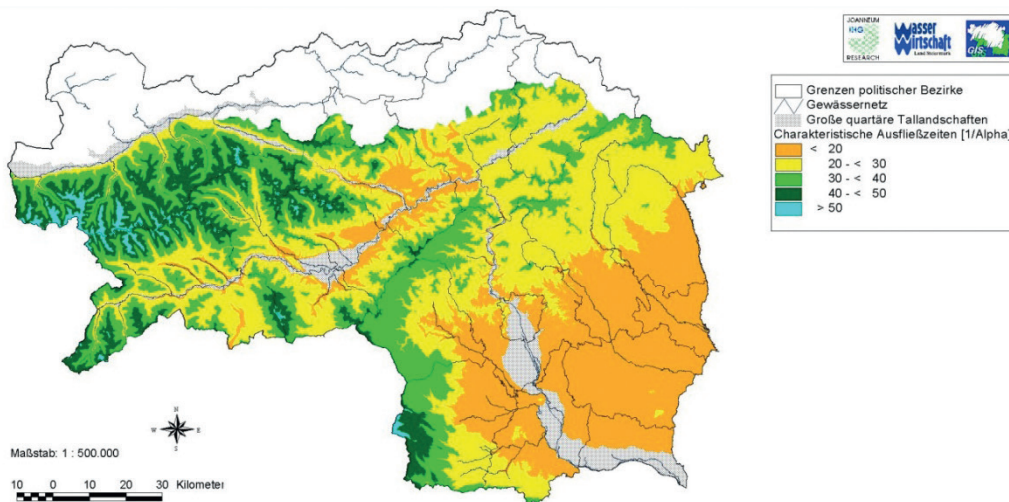 JOANNEUM
RESEARCH
Wasser
Wirtschaft
Land Steiermark
GIS
Grenzen politischer Bezirke
Gewässernetz
Große quartäre Tallandschaften
Charakteristische Ausfließzeiten [1/Alpha]
< 20
20 - < 30
30 - < 40
40 - < 50
> 50
N
W E
S
Maßstab: 1 : 500.000
10 0 10 20 30 Kilometer